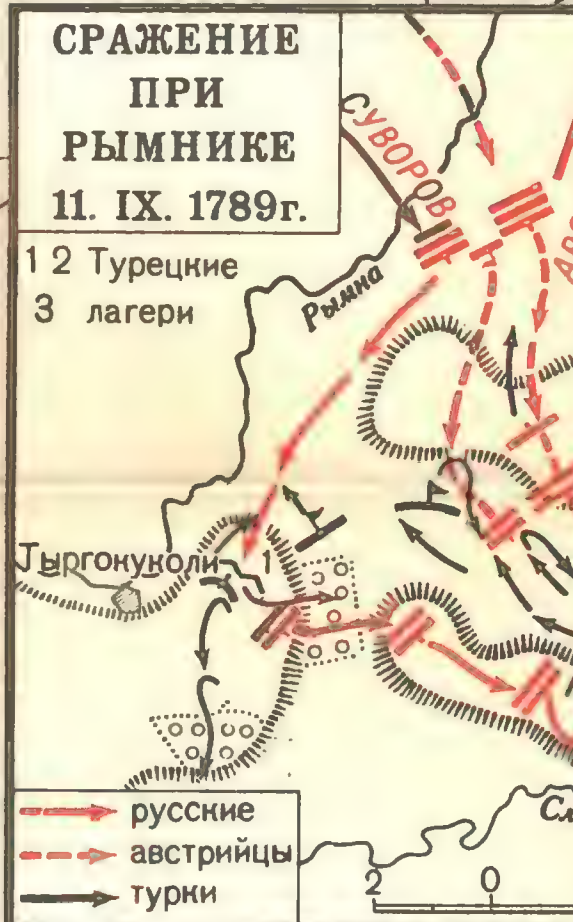 СРАЖЕНИЕ
ПРИ
РЫМНИКЕ
11. IX. 1789г.
1 2 Турецкие
3 лагери
СУВОРОВ
Рымна
Тыргокуколи
1
русские
австрийцы
турки
2 0